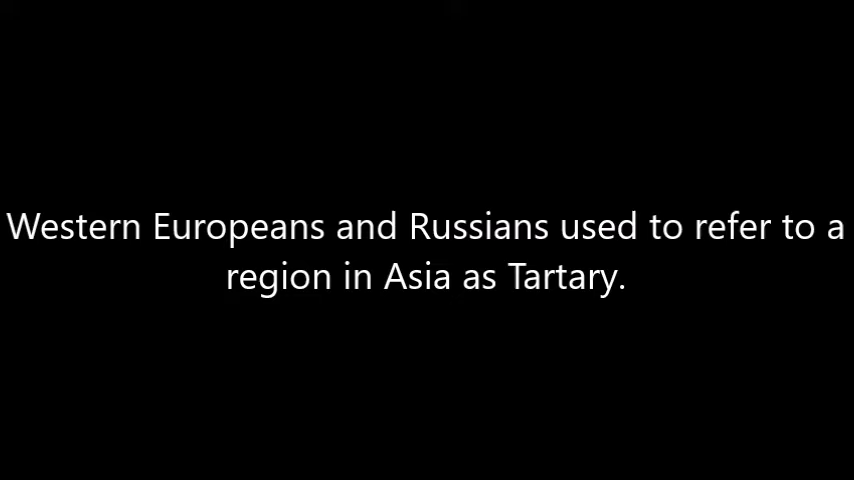 Western Europeans and Russians used to refer to a
region in Asia as Tartary.